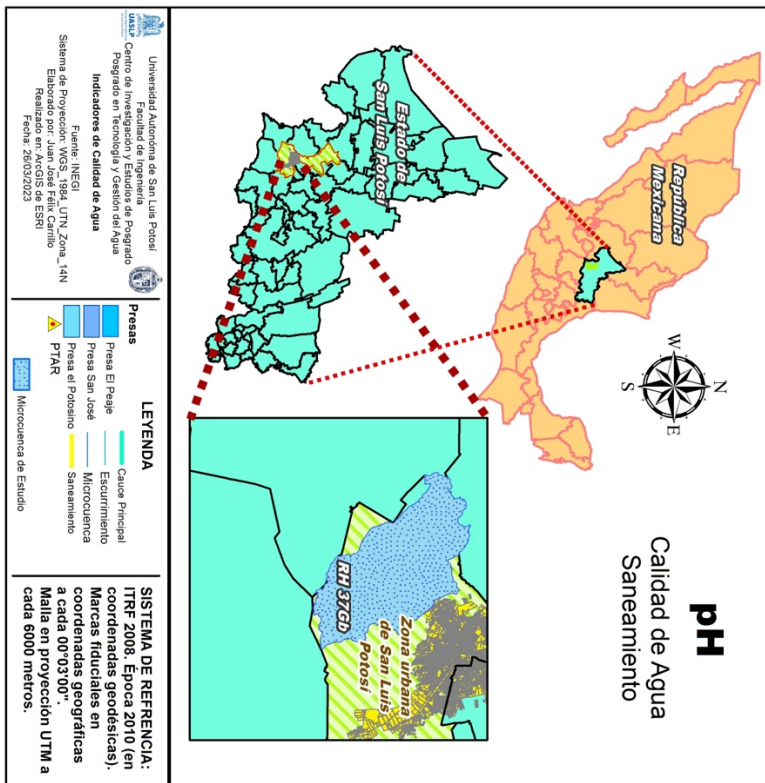 pH
Calidad de Agua
Saneamiento
República
Mexicana
N
W
E
S
Estado de
San Luis Potosí
RH 37Gb
Zona urbana
de San Luis
Potosí
UASLP
Universidad Autonóma de San Luis Potosí
Facultad de Ingeniería
Centro de Investigación y Estudios de Posgrado
Posgrado en Tecnología y Gestión del Agua
Indicadores de Calidad de Agua
Fuente: INEGI
Sistema de Proyección: WGS_1984_UTN_Zona_14N
Elaborado por: Juan José Félix Carrillo
Realizado en: ArcGIS de ESRI
Fecha: 26/03/2023
LEYENDA
Presas
Presa El Peaje
Presa San José
Presa el Potosino
PTAR
Cauce Principal
Escurrimiento
Microcuenca
Saneamiento
Microcuenca de Estudio
SISTEMA DE REFRENCIA:
ITRF 2008, Época 2010 (en
coordenadas geodésicas).
Marcas fiduciales en
coordenadas geográficas
a cada 00°03'00".
Malla en proyección UTM a
cada 6000 metros.